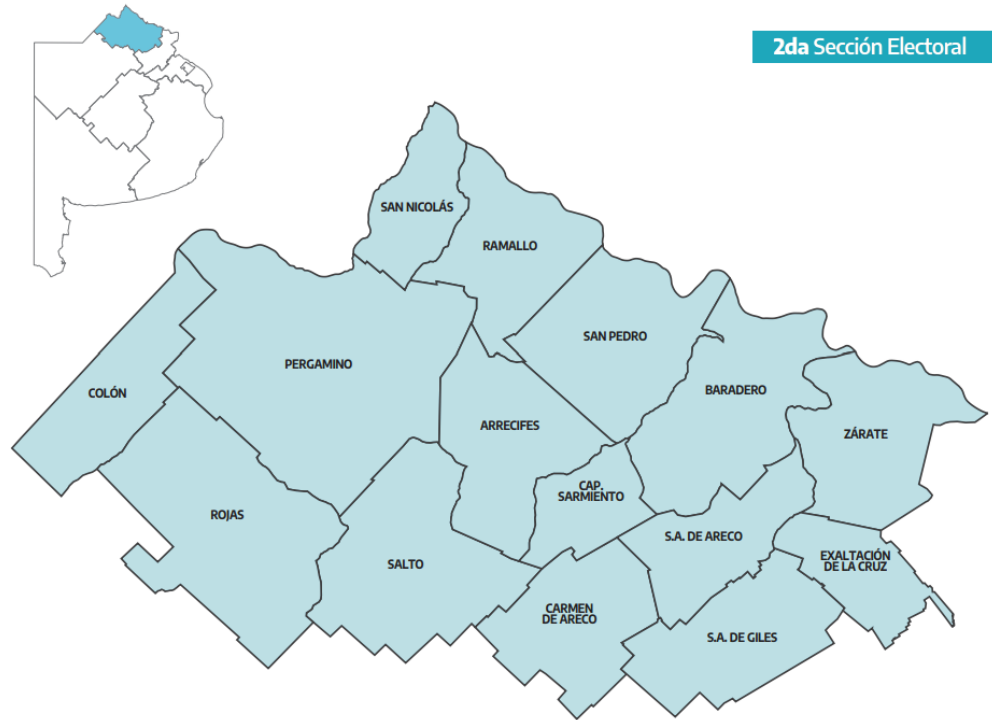 2da Sección Electoral
SAN NICOLÁS
RAMALLO
SAN PEDRO
PERGAMINO
COLÓN
BARADERO
ARRECIFES
ZÁRATE
CAP.
SARMIENTO
ROJAS
S.A. DE ARECO
EXALTACIÓN
DE LA CRUZ
SALTO
CARMEN
DE ARECO
S.A. DE GILES